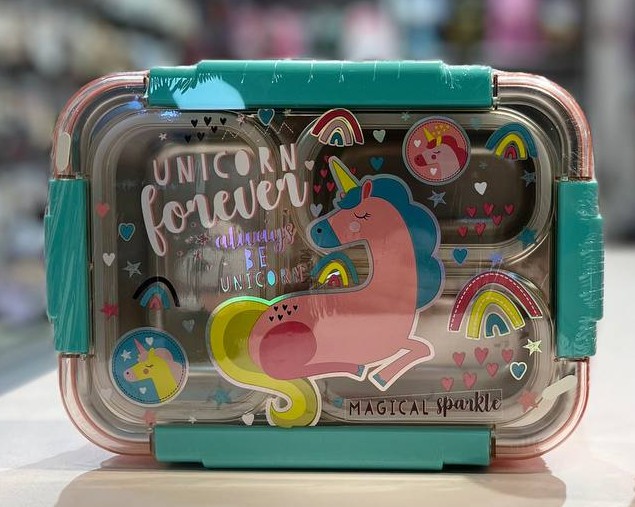 UNICORN
forever
always
BE
UNICORN
MAGICAL sparkle